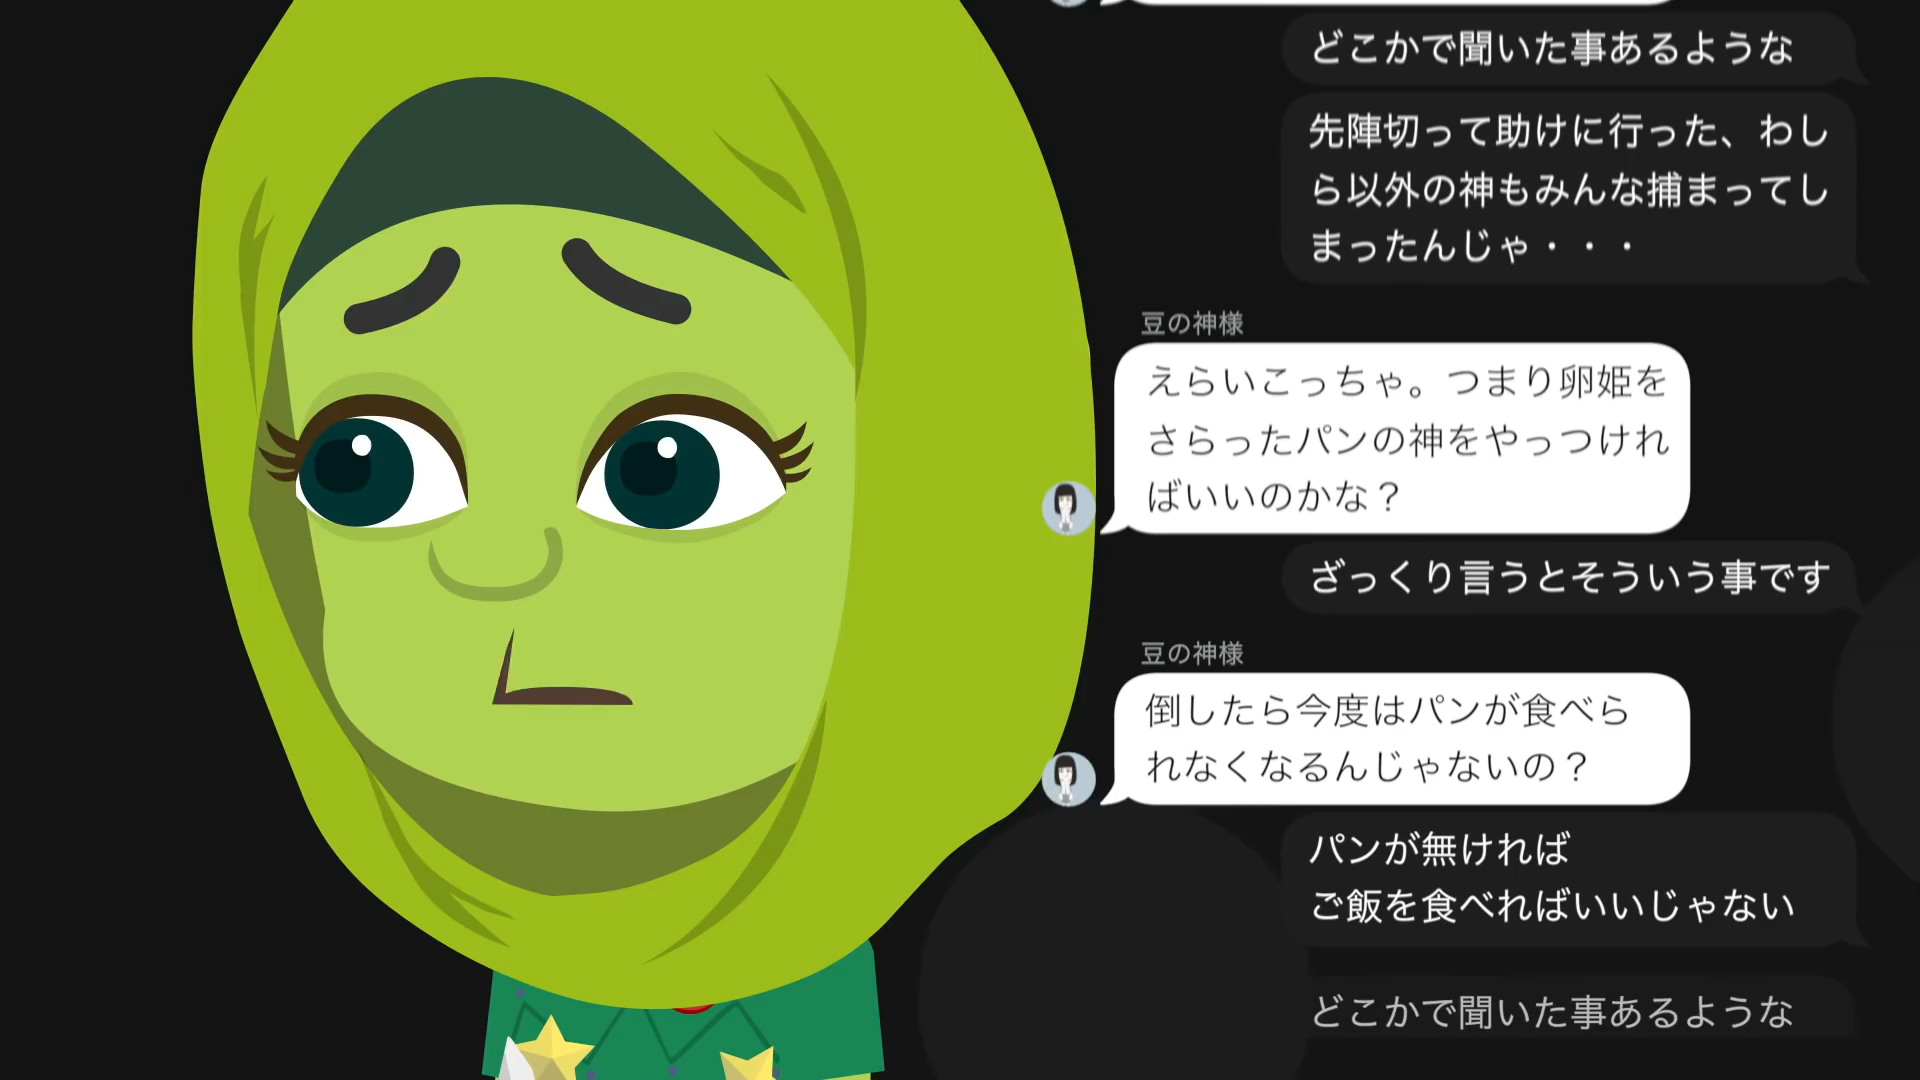 どこかで聞いた事あるような
先陣切って助けに行った、わし
ら以外の神もみんな捕まってし
まったんじゃ・・・
豆の神様
えらいこっちゃ。つまり卵姫を
さらったパンの神をやっつけれ
ばいいのかな？
ざっくり言うとそういう事です
豆の神様
倒したら今度はパンが食べら
れなくなるんじゃないの？
パンが無ければ
ご飯を食べればいいじゃない
どこかで聞いた事あるような